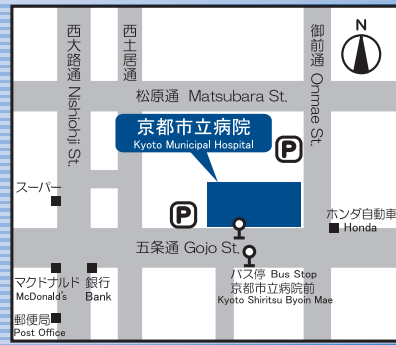 西大路通 Nishiohji St.
西土居通
御前通 Onmae St.
N
松原通 Matsubara St.
京都市立病院
Kyoto Municipal Hospital
P
スーパー
P
ホンダ自動車
Honda
五条通 Gojo St.
マクドナルド
McDonald's
銀行
Bank
バス停 Bus Stop
京都市立病院前
Kyoto Shiritsu Byoin Mae
郵便局
Post Office